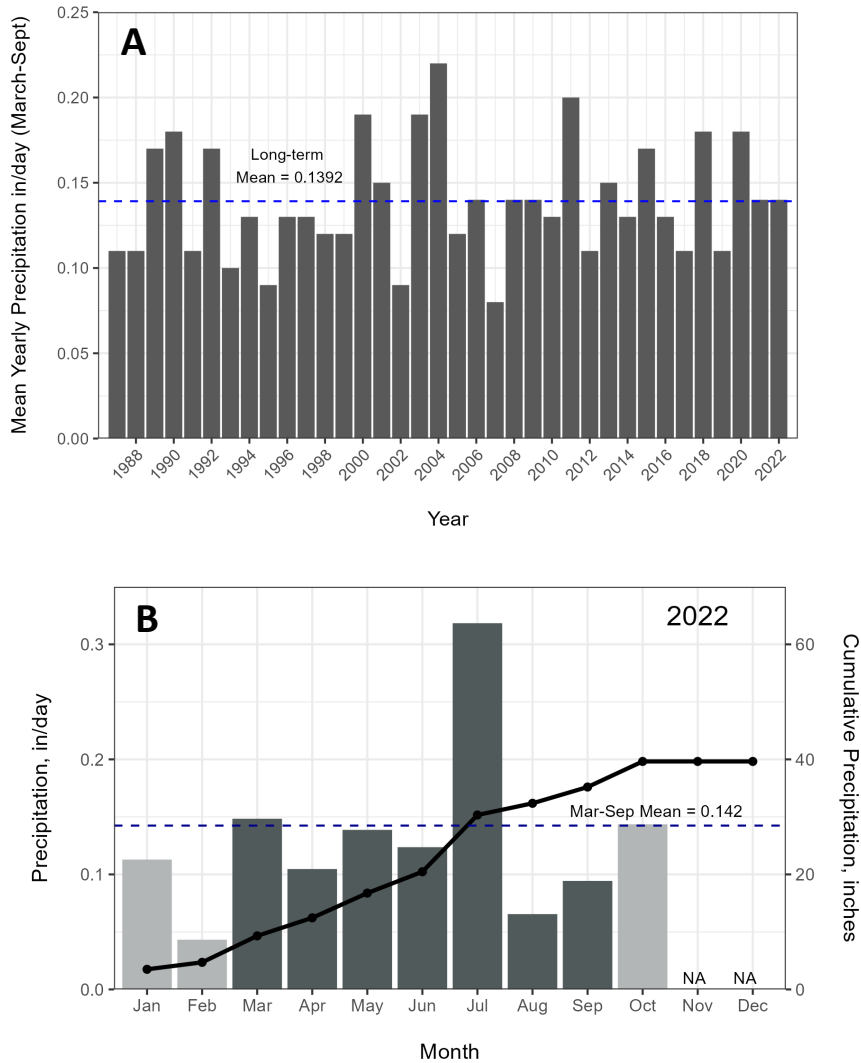 A
Mean Yearly Precipitation in/day (March-Sept)
0.25
0.20
0.15
0.10
0.05
0.00
Long-term
Mean = 0.1392
1988 1990 1992 1994 1996 1998 2000 2002 2004 2006 2008 2010 2012 2014 2016 2018 2020 2022
Year
B
2022
Precipitation, in/day
0.3
0.2
0.1
0.0
Mar-Sep Mean = 0.142
NA NA
60
40
20
0
Cumulative Precipitation, inches
Jan Feb Mar Apr May Jun Jul Aug Sep Oct Nov Dec
Month